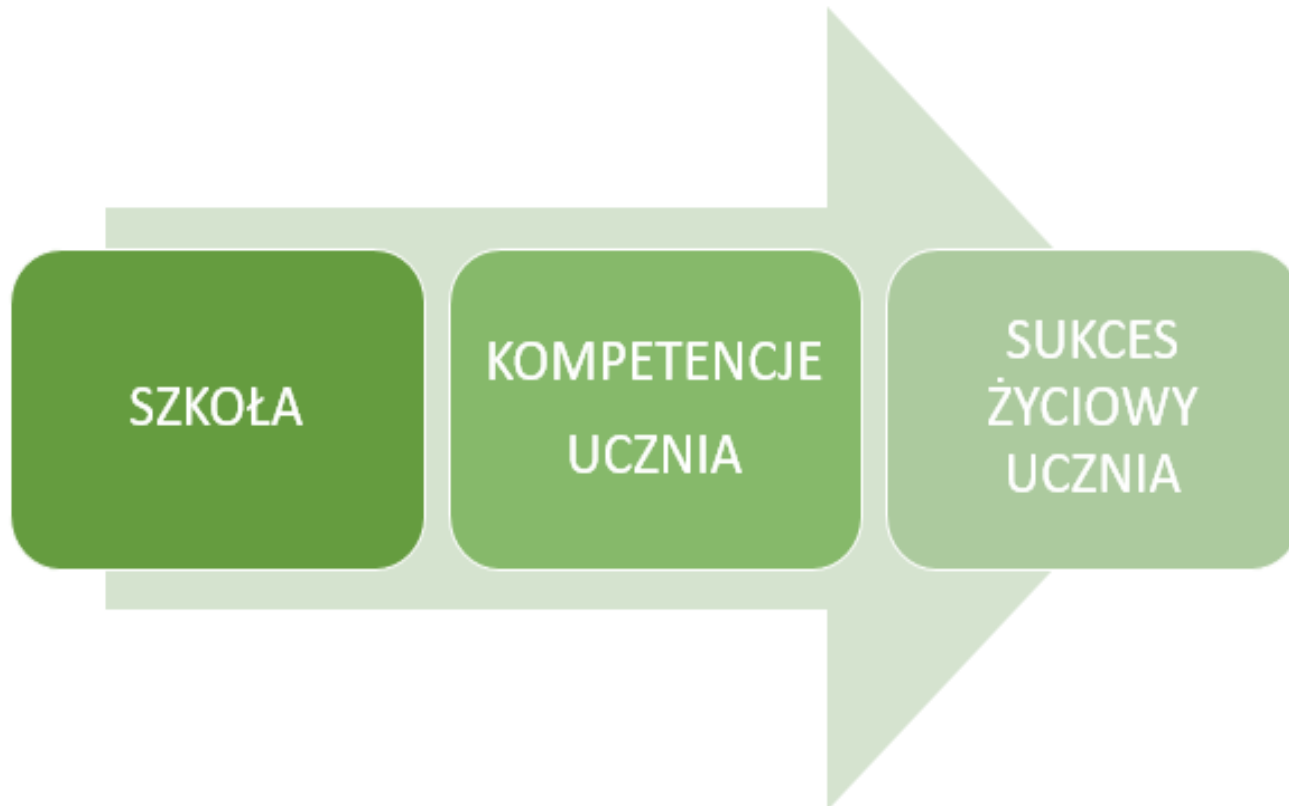 SZKOŁA
KOMPETENCJE
UCZNIA
SUKCES
ŻYCIOWY
UCZNIA